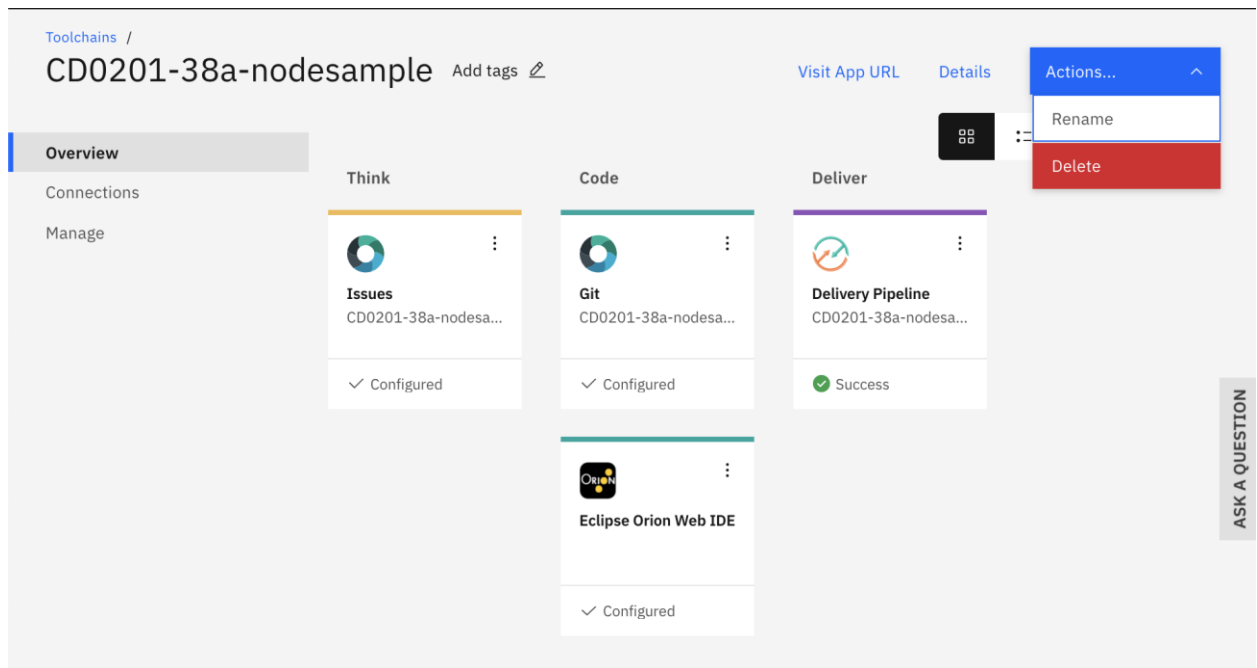 Toolchains /
CD0201-38a-nodesample Add tags
Visit App URL Details Actions...
Rename
Delete
Overview
Connections
Manage
Think Code Deliver
Issues
CD0201-38a-nodesa...
Configured
Git
CD0201-38a-nodesa...
Configured
Delivery Pipeline
CD0201-38a-nodesa...
Success
ORION
Eclipse Orion Web IDE
Configured
ASK A QUESTION